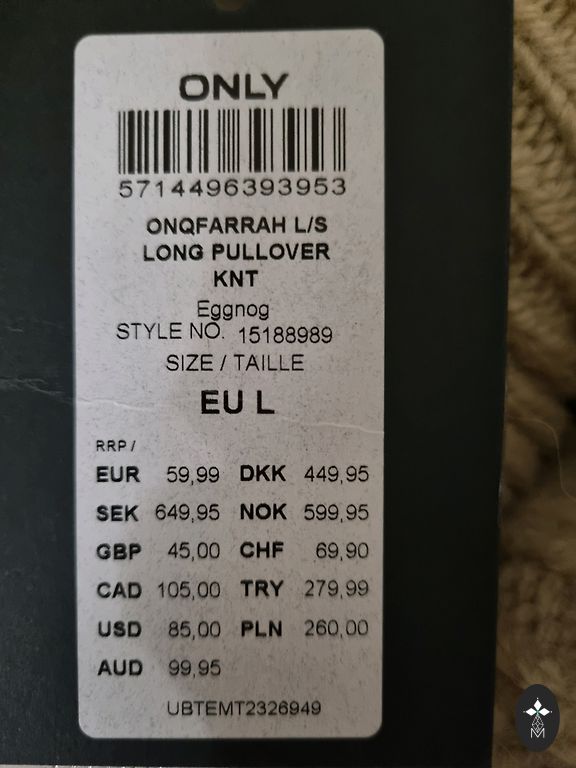 ONLY
5714496393953
ONQFARRAH L/S
LONG PULLOVER
KNT
Eggnog
STYLE NO. 15188989
SIZE / TAILLE
EU L
RRP /
EUR 59,99 DKK 449,95
SEK 649,95 NOK 599,95
GBP 45,00 CHF 69,90
CAD 105,00 TRY 279,99
USD 85,00 PLN 260,00
AUD 99,95
UBTEMT2326949
M